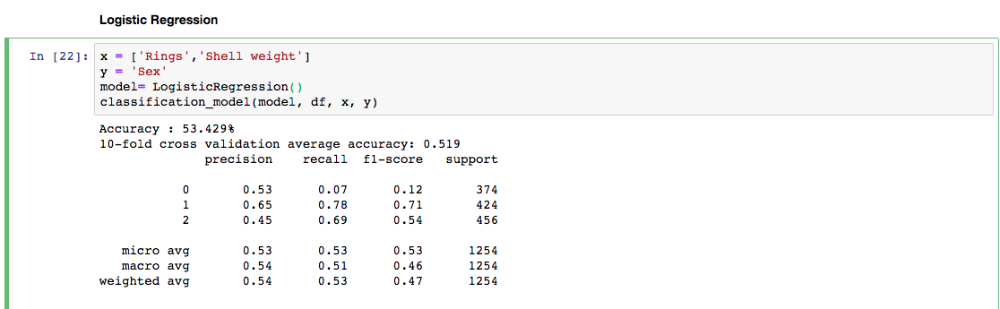 Logistic Regression
In [22]: x = ['Rings','Shell weight']
y = 'Sex'
model= LogisticRegression()
classification_model(model, df, x, y)
Accuracy : 53.429%
10-fold cross validation average accuracy: 0.519
precision recall f1-score support
0 0.53 0.07 0.12 374
1 0.65 0.78 0.71 424
2 0.45 0.69 0.54 456
micro avg 0.53 0.53 0.53 1254
macro avg 0.54 0.51 0.46 1254
weighted avg 0.54 0.53 0.47 1254